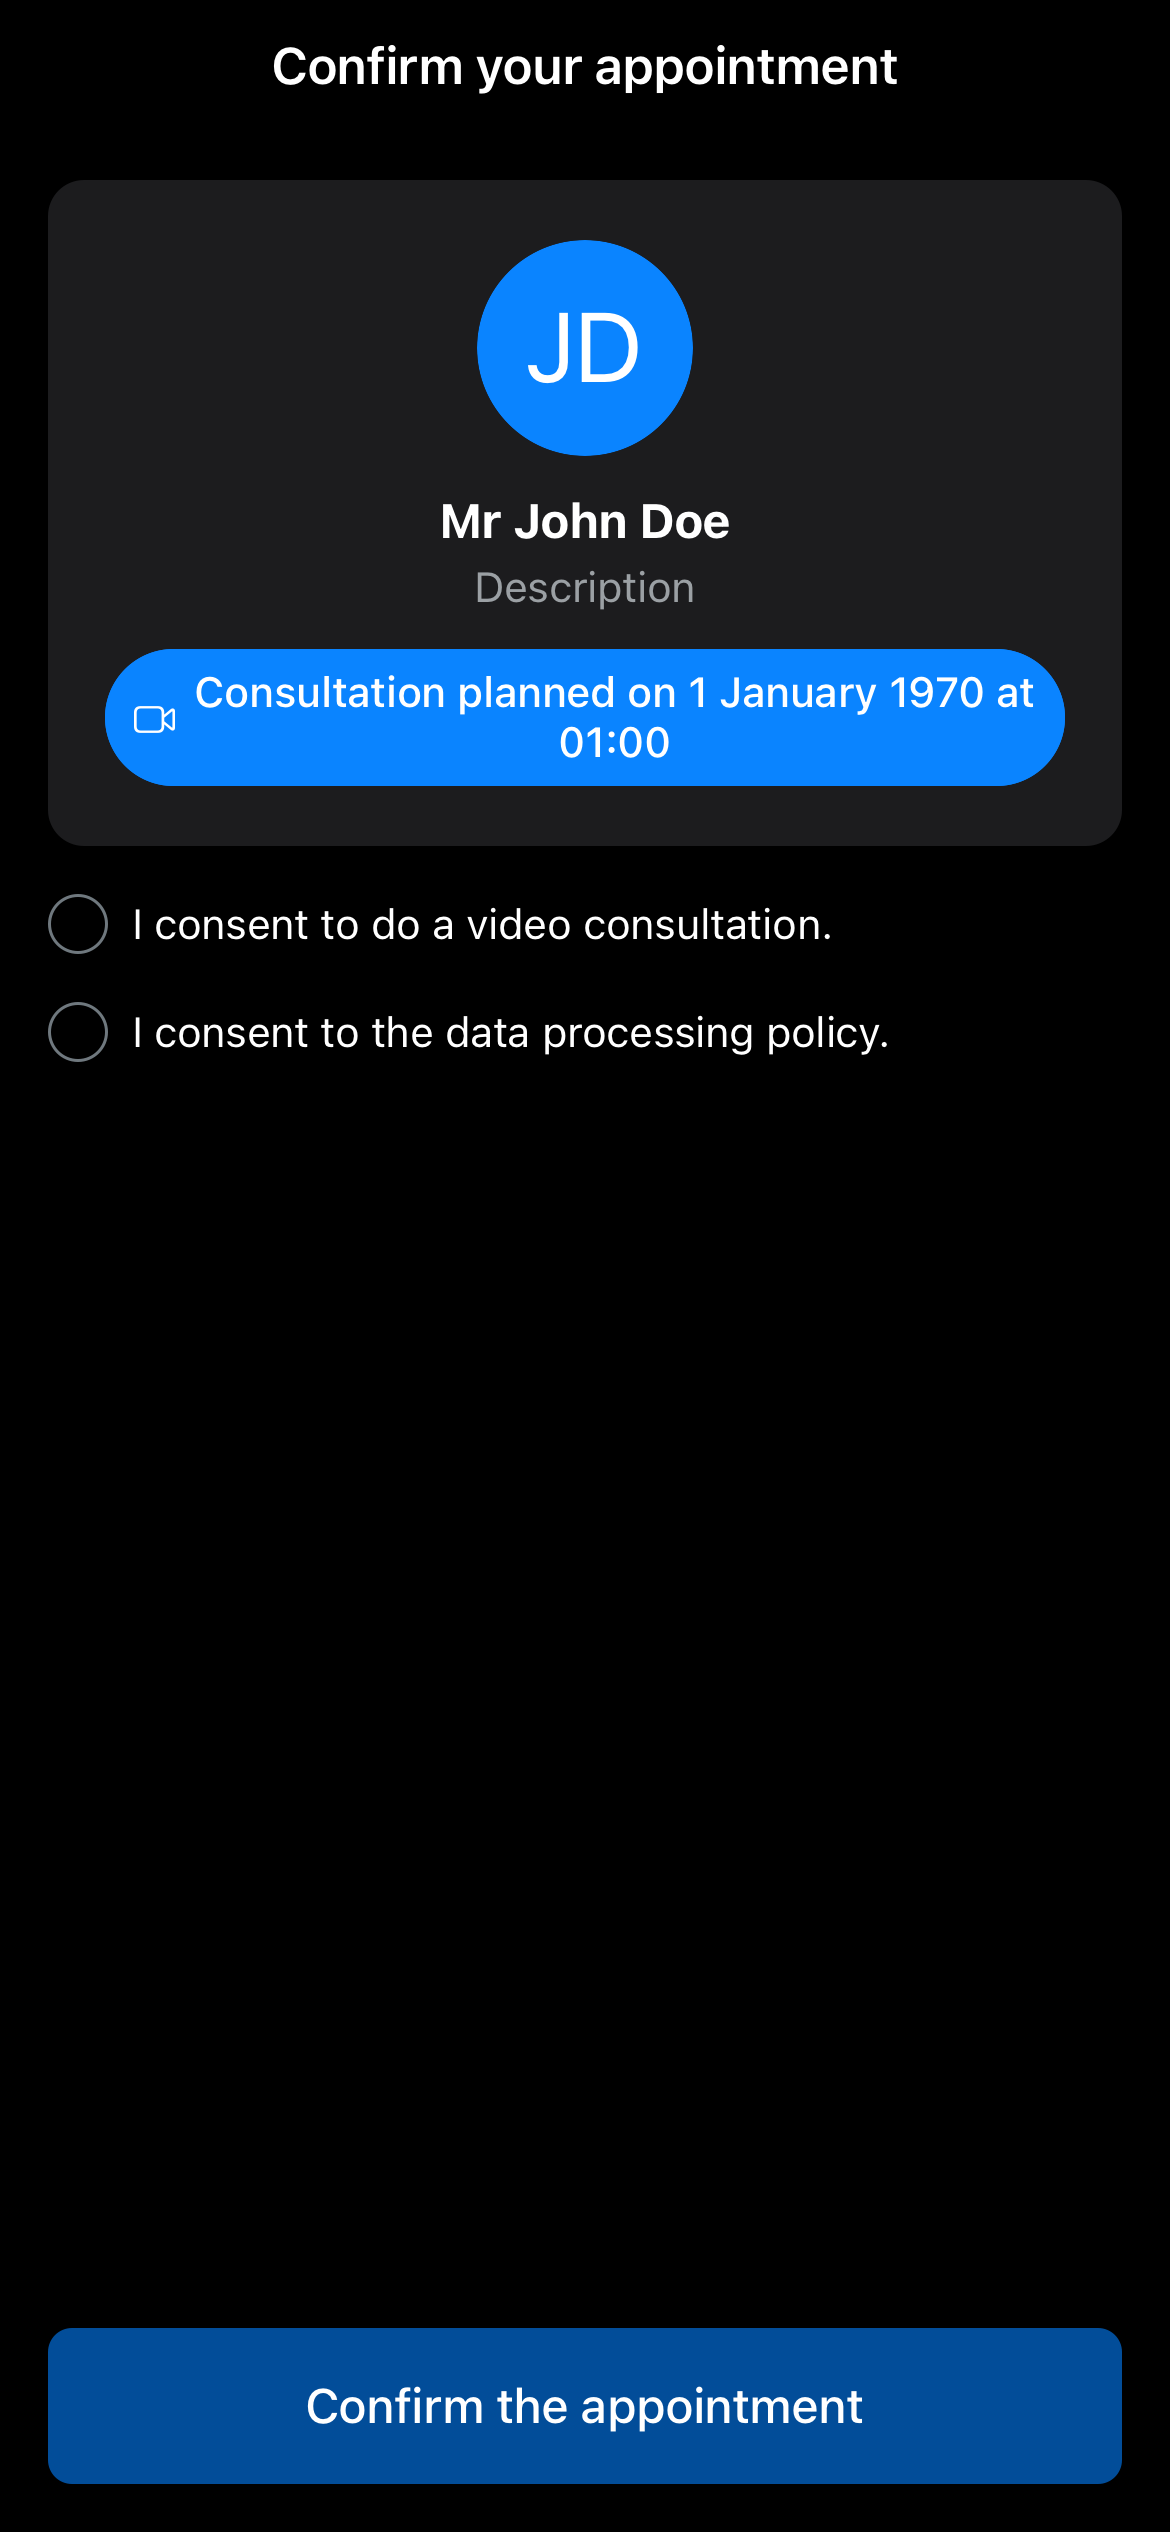 Confirm your appointment
JD
Mr John Doe
Description
Consultation planned on 1 January 1970 at
01:00
I consent to do a video consultation.
I consent to the data processing policy.
Confirm the appointment